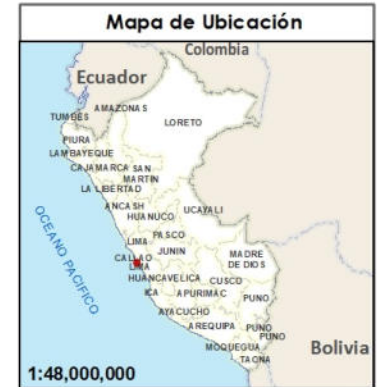 Mapa de Ubicación
Colombia
Ecuador
AMAZONAS
TUMBES
LORETO
PIURA
LAMBAYEQUE
CAJAMARCA SAN
MARTIN
LA LIBERTAD
ANCASH
UCAYALI
HUANUCO
OCEANO PACIFICO
PASCO
LIMA
JUNIN
MADRE
DE DIOS
CALLAO
LIMA
HUANCAVELICA
CUSCO
ICA
APURIMAC
PUNO
AYACUCHO
AREQUIPA
PUNO
PUNO
MOQUEGUA
Bolivia
TACNA
1:48,000,000